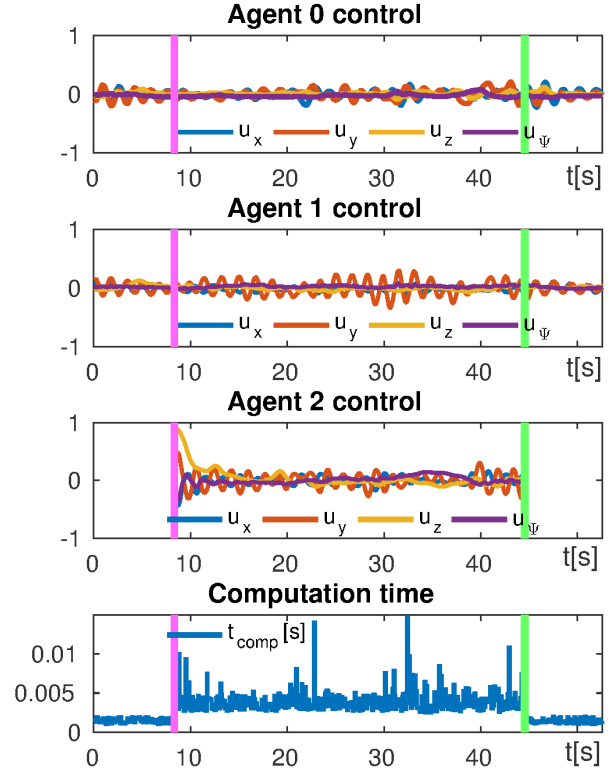 Agent 0 control
1
0
-1
u_x u_y u_z u_Ψ
0 10 20 30 40 t[s]
Agent 1 control
1
0
-1
u_x u_y u_z u_Ψ
0 10 20 30 40 t[s]
Agent 2 control
1
0
-1
u_x u_y u_z u_Ψ
0 10 20 30 40 t[s]
Computation time
t_comp [s]
0.01
0.005
0
0 10 20 30 40 t[s]